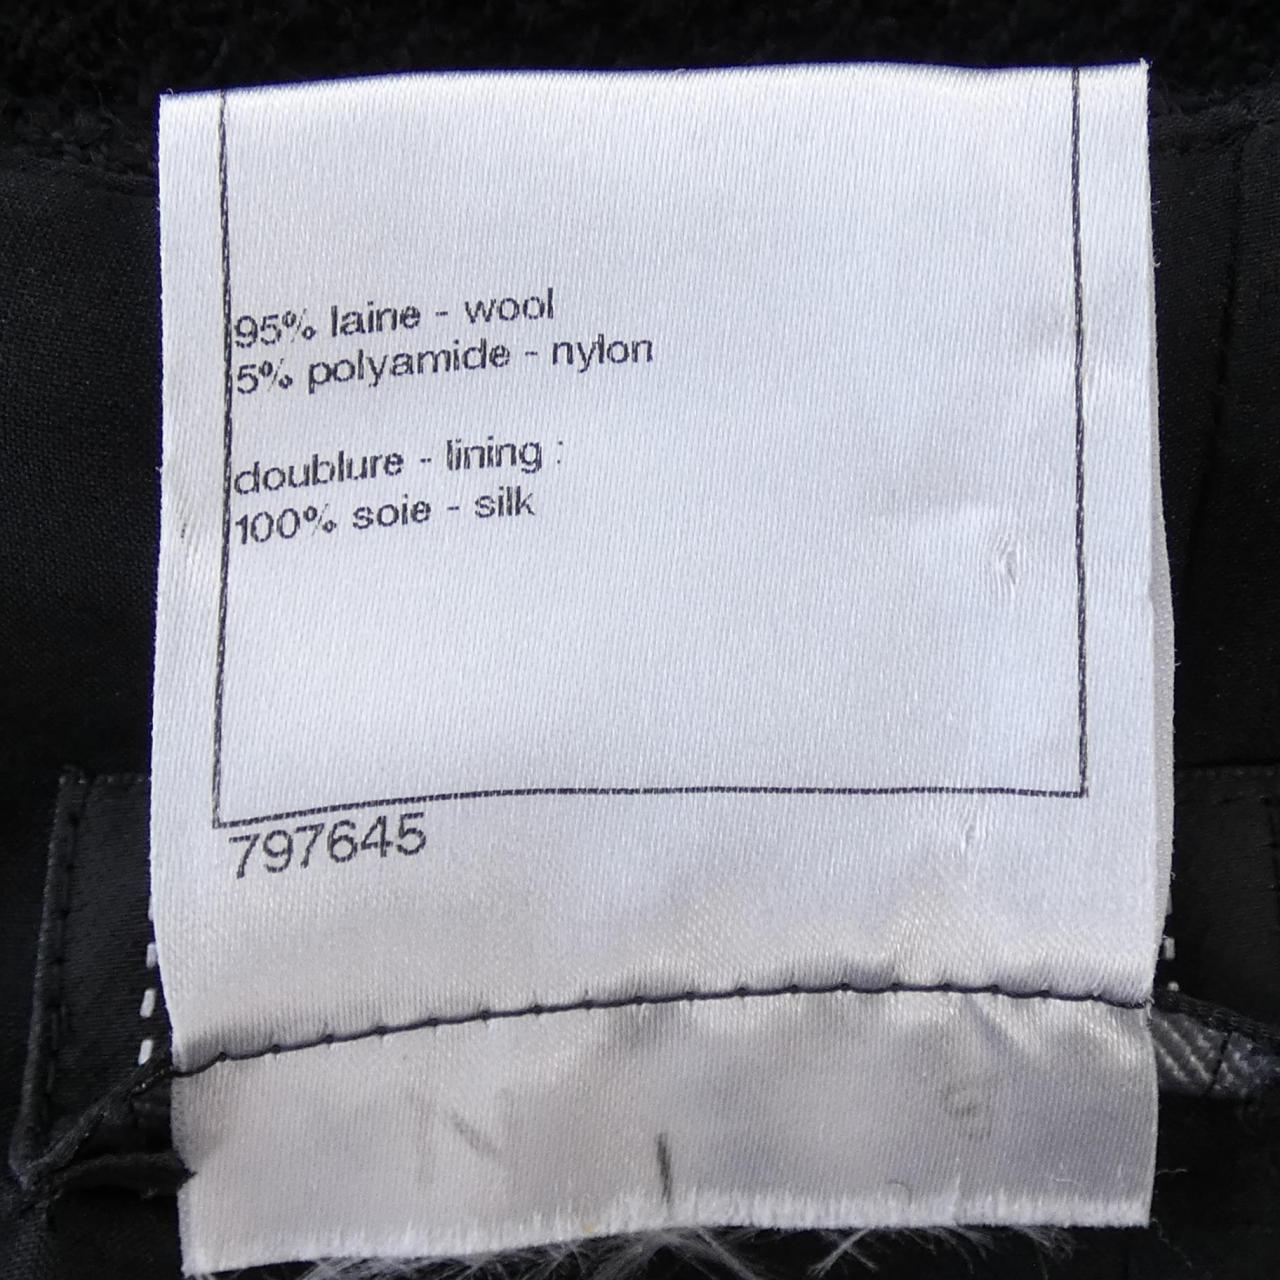 95% laine - wool
5% polyamide - nylon
doublure - lining :
100% soie - silk
797645